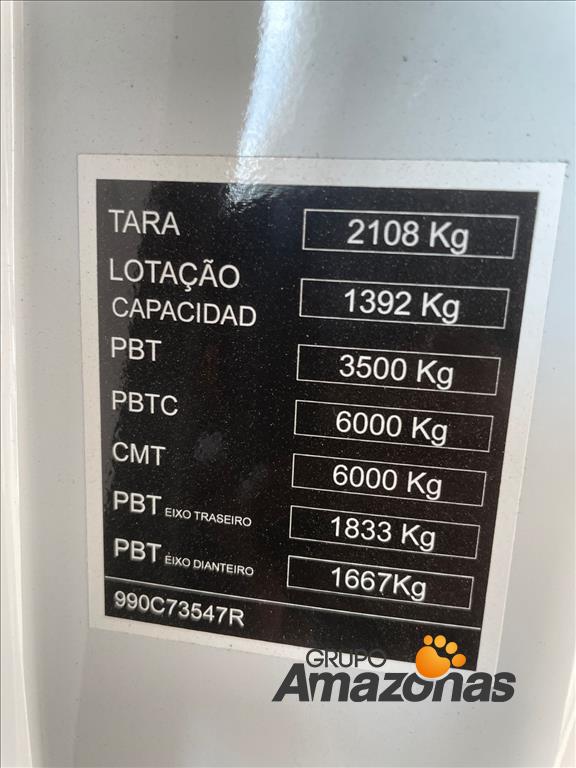 TARA 2108 Kg
LOTAÇÃO
CAPACIDAD 1392 Kg
PBT 3500 Kg
PBTC 6000 Kg
CMT 6000 Kg
PBT EIXO TRASEIRO 1833 Kg
PBT EIXO DIANTEIRO 1667Kg
990C73547R
GRUPO
AMAZONAS